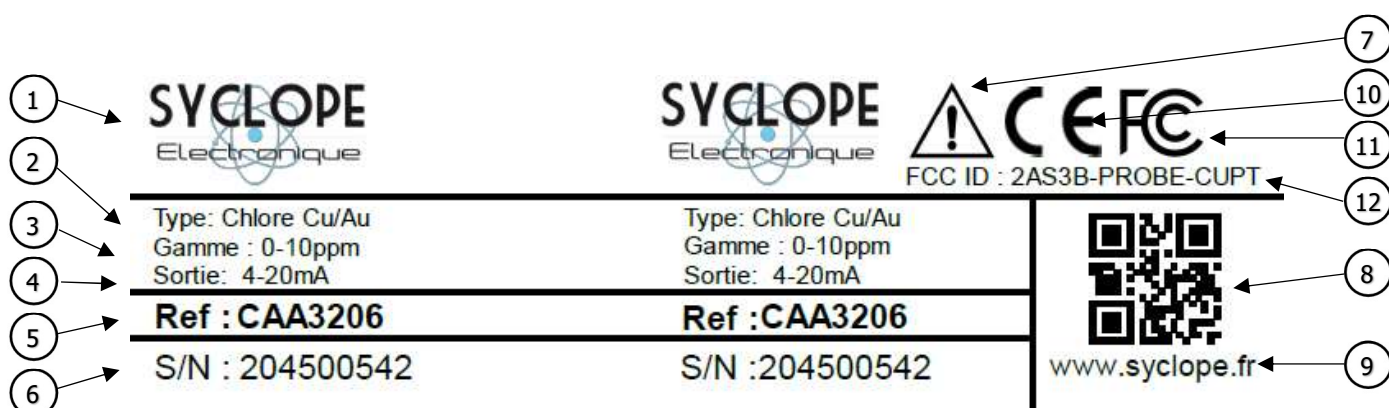 7
1
SYCLOPE
Electronique
SYCLOPE
Electronique
CE FC
10
11
FCC ID : 2AS3B-PROBE-CUPT
12
2
Type: Chlore Cu/Au
Type: Chlore Cu/Au
3
Gamme : 0-10ppm
Gamme : 0-10ppm
4
Sortie: 4-20mA
Sortie: 4-20mA
8
5
Ref : CAA3206
Ref :CAA3206
6
S/N : 204500542
S/N :204500542
www.syclope.fr
9